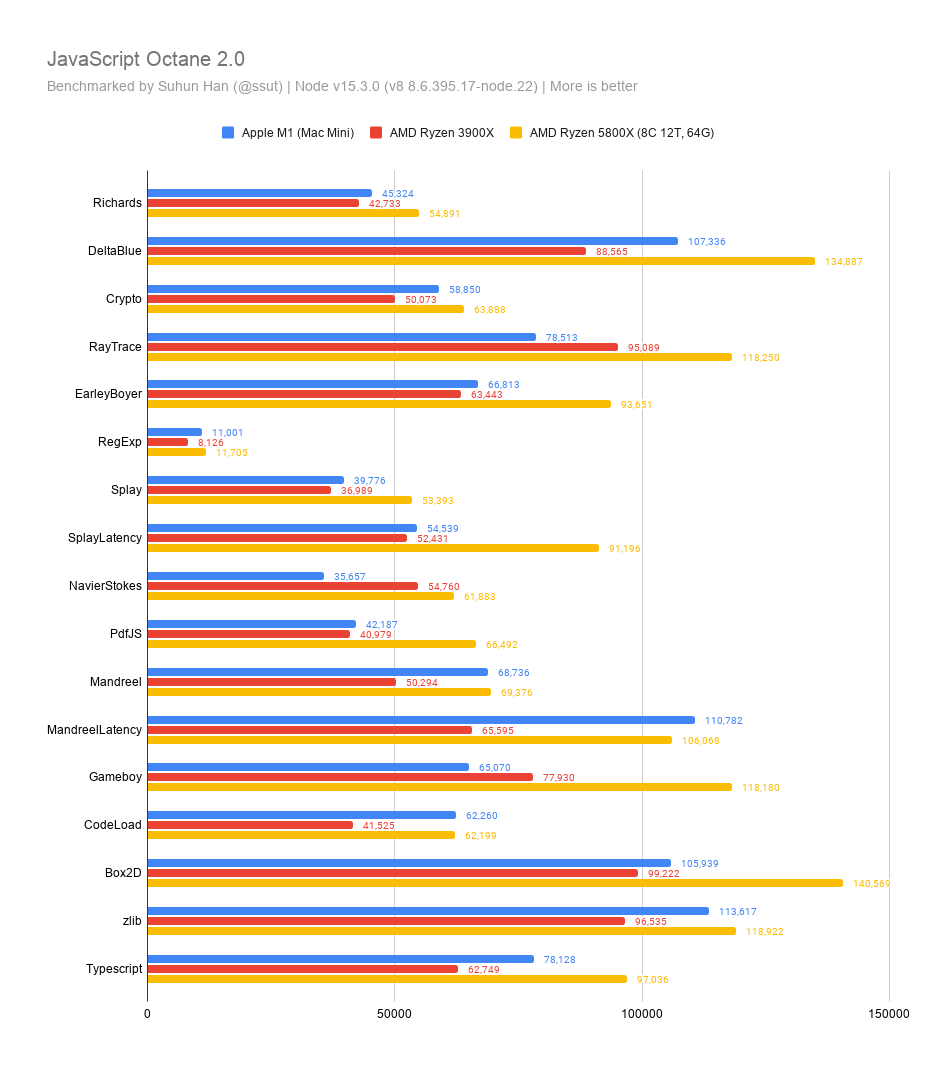 JavaScript Octane 2.0
Benchmarked by Suhun Han (@ssut) | Node v15.3.0 (v8 8.6.395.17-node.22) | More is better
Apple M1 (Mac Mini) AMD Ryzen 3900X AMD Ryzen 5800X (8C 12T, 64G)
Richards
45,324
42,733
54,891
DeltaBlue
107,336
88,565
134,887
Crypto
58,850
50,073
63,888
RayTrace
78,513
95,089
118,250
EarleyBoyer
66,813
63,443
93,651
RegExp
11,001
8,126
11,705
Splay
39,776
36,989
53,393
SplayLatency
54,539
52,431
91,196
NavierStokes
35,657
54,760
61,883
PdfJS
42,187
40,979
66,492
Mandreel
68,736
50,294
69,376
MandreelLatency
110,782
65,595
106,068
Gameboy
65,070
77,930
118,180
CodeLoad
62,260
41,525
62,199
Box2D
105,939
99,222
140,569
zlib
113,617
96,535
118,922
Typescript
78,128
62,749
97,036
0 50000 100000 150000